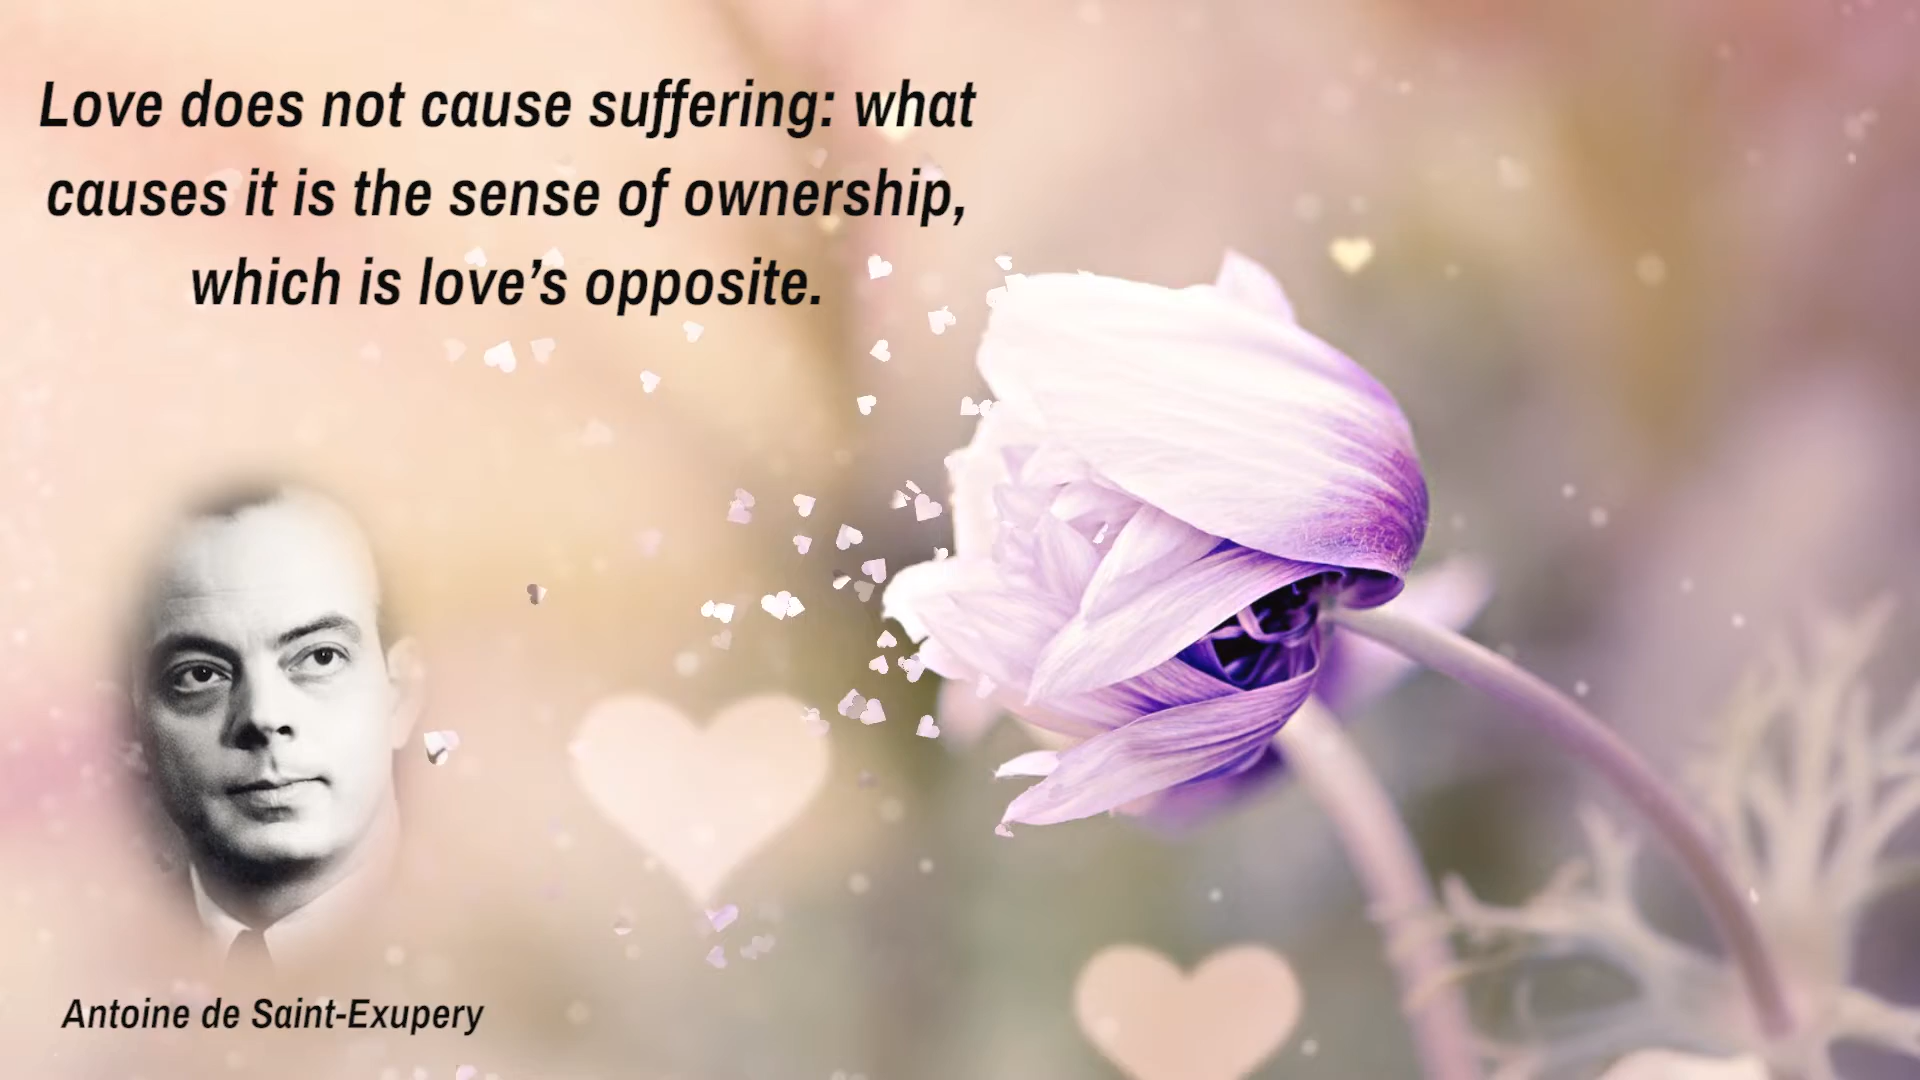 Love does not cause suffering: what
causes it is the sense of ownership,
which is love’s opposite.
Antoine de Saint-Exupery